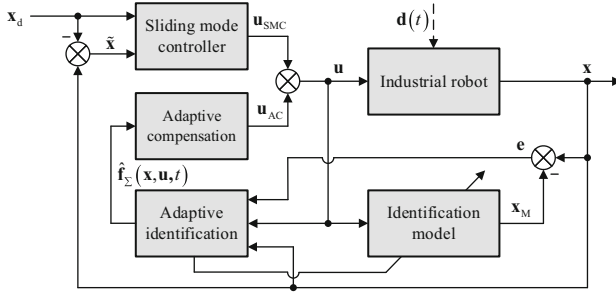 x_d
Sliding mode
controller
u_SMC
d(t)
−
x̃
u
Industrial robot
x
Adaptive
compensation
u_AC
e
f̂_Σ(x,u,t)
−
Adaptive
identification
Identification
model
x_M